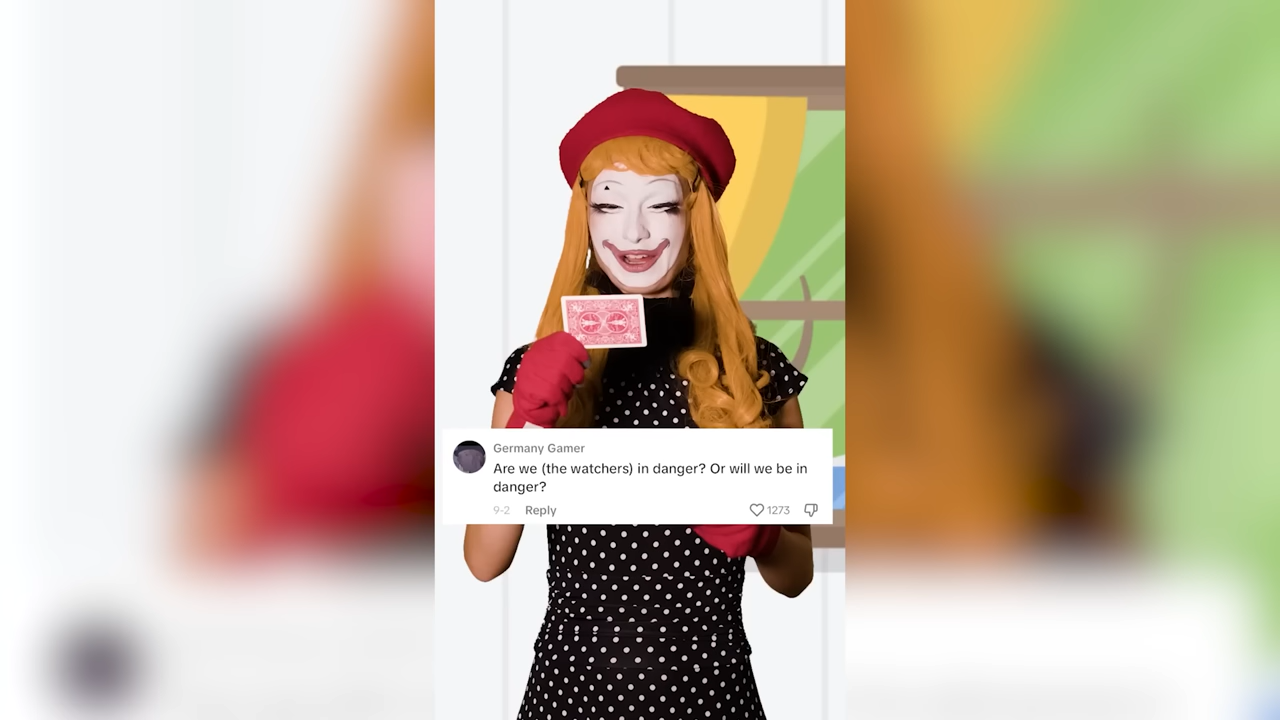 Germany Gamer
Are we (the watchers) in danger? Or will we be in
danger?
9-2 Reply 1273